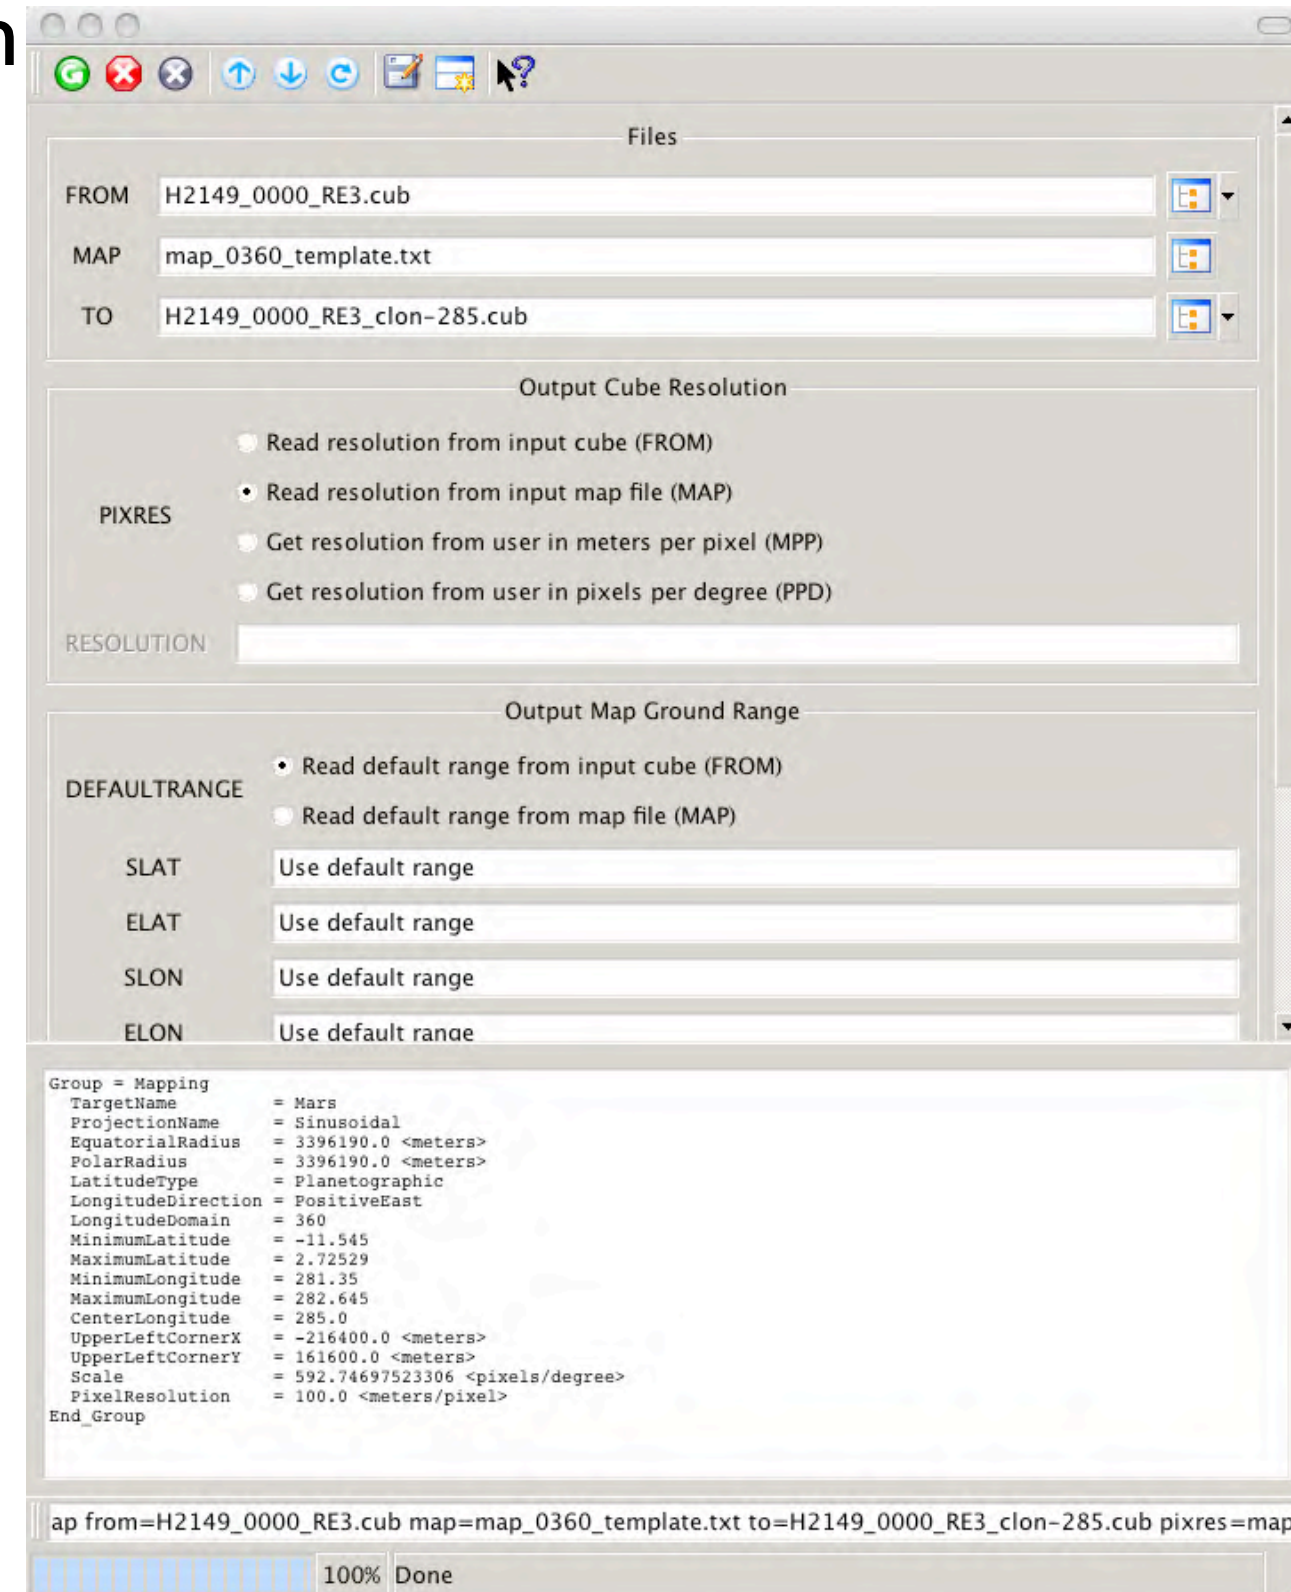 n
Files
FROM H2149_0000_RE3.cub
MAP map_0360_template.txt
TO H2149_0000_RE3_clon-285.cub
Output Cube Resolution
Read resolution from input cube (FROM)
Read resolution from input map file (MAP)
PIXRES
Get resolution from user in meters per pixel (MPP)
Get resolution from user in pixels per degree (PPD)
RESOLUTION
Output Map Ground Range
Read default range from input cube (FROM)
DEFAULTRANGE
Read default range from map file (MAP)
SLAT Use default range
ELAT Use default range
SLON Use default range
ELON Use default range
Group = Mapping
TargetName = Mars
ProjectionName = Sinusoidal
EquatorialRadius = 3396190.0 <meters>
PolarRadius = 3396190.0 <meters>
LatitudeType = Planetographic
LongitudeDirection = PositiveEast
LongitudeDomain = 360
MinimumLatitude = -11.545
MaximumLatitude = 2.72529
MinimumLongitude = 281.35
MaximumLongitude = 282.645
CenterLongitude = 285.0
UpperLeftCornerX = -216400.0 <meters>
UpperLeftCornerY = 161600.0 <meters>
Scale = 592.74697523306 <pixels/degree>
PixelResolution = 100.0 <meters/pixel>
End_Group
ap from=H2149_0000_RE3.cub map=map_0360_template.txt to=H2149_0000_RE3_clon-285.cub pixres=map
100% Done